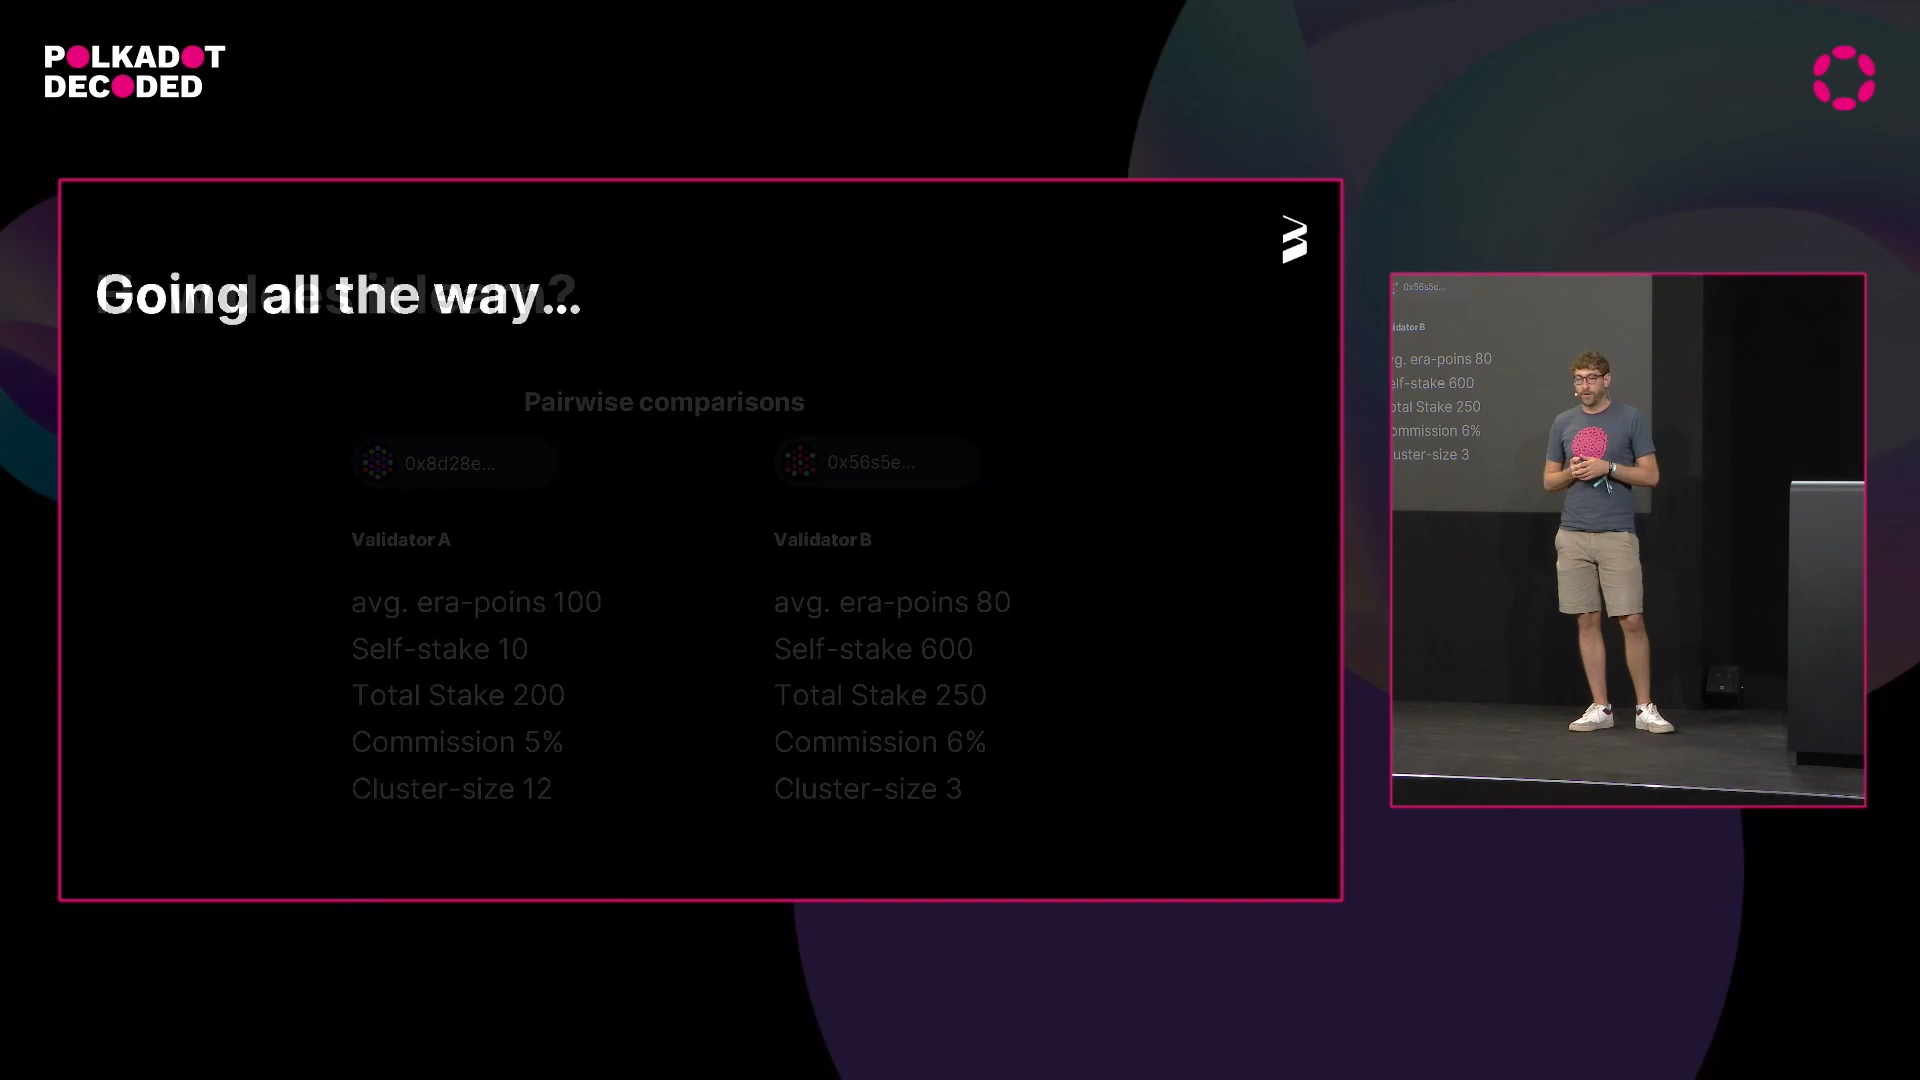 POLKADOT
DECODED
Going all the way...
Pairwise comparisons
0x8d28e...
0x56s5e...
Validator A
Validator B
avg. era-poins 100
avg. era-poins 80
Self-stake 10
Self-stake 600
Total Stake 200
Total Stake 250
Commission 5%
Commission 6%
Cluster-size 12
Cluster-size 3
0x56s5e...
idator B
g. era-poins 80
elf-stake 600
otal Stake 250
ommission 6%
uster-size 3